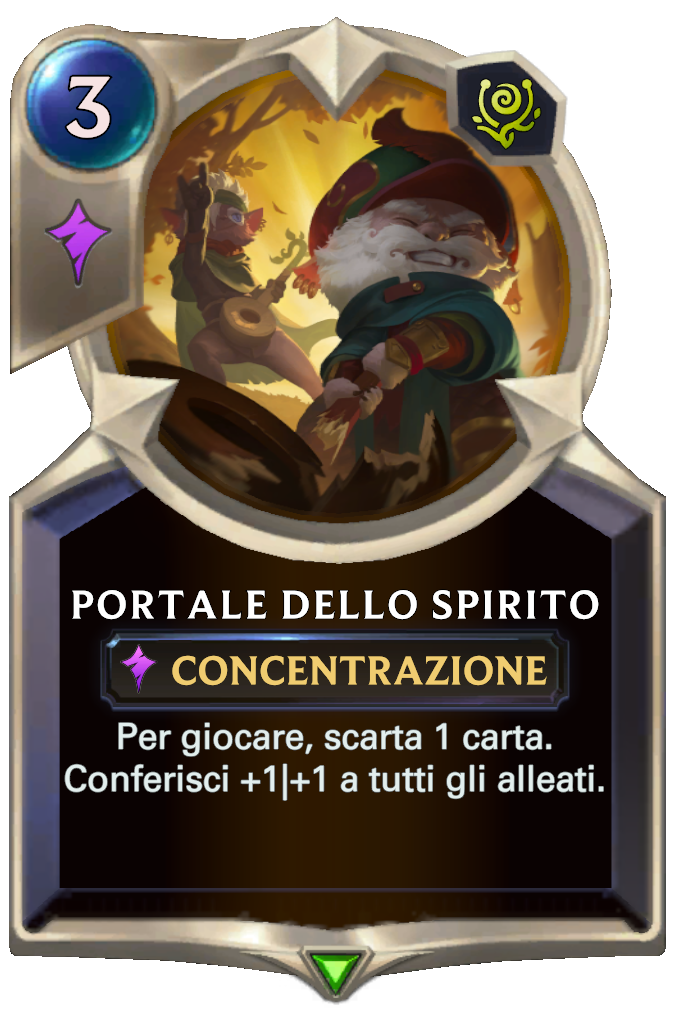 3
PORTALE DELLO SPIRITO
CONCENTRAZIONE
Per giocare, scarta 1 carta.
Conferisci +1|+1 a tutti gli alleati.